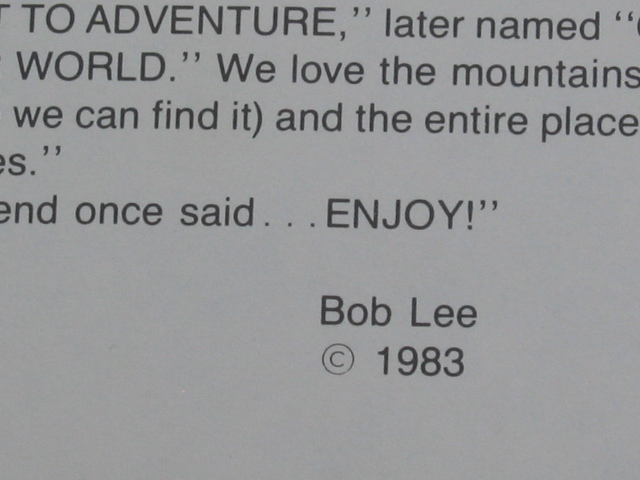 TO ADVENTURE,’’ later named ‘‘
WORLD.’’ We love the mountains
we can find it) and the entire place
es.’’
end once said . . . ENJOY!’’
Bob Lee
© 1983